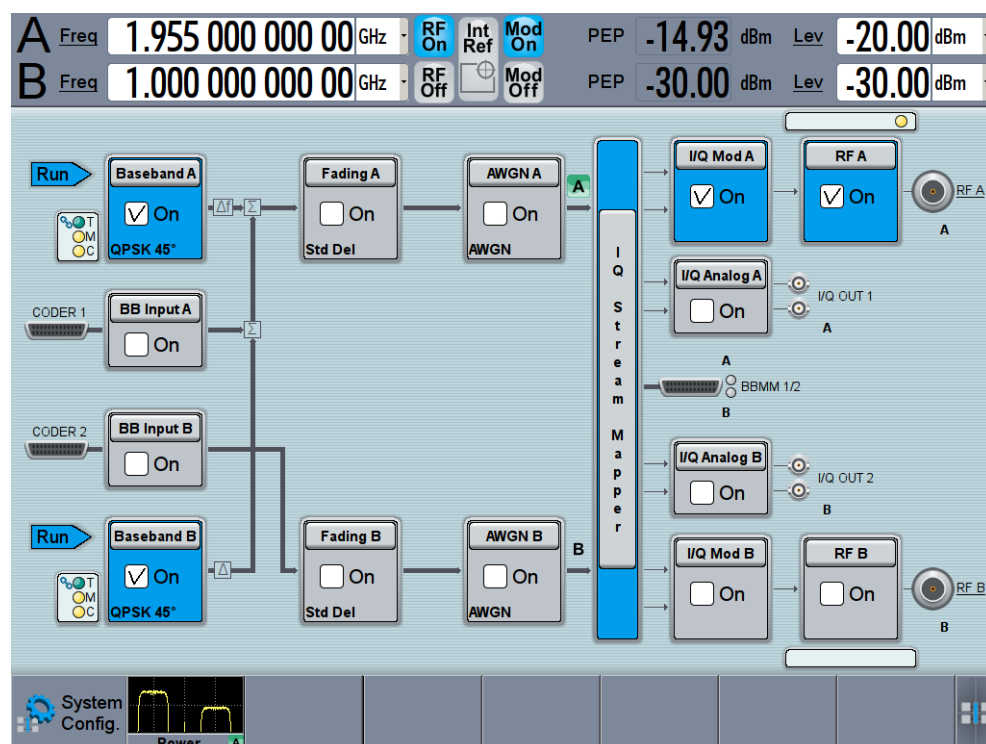 A Freq 1.955 000 000 00 GHz RF On Int Ref Mod On PEP -14.93 dBm Lev -20.00 dBm
B Freq 1.000 000 000 00 GHz RF Off Mod Off PEP -30.00 dBm Lev -30.00 dBm
Run
Baseband A
On
QPSK 45°
T
M
C
Δf
Σ
Fading A
On
Std Del
AWGN A
On
AWGN
A
I/Q Mod A
On
RF A
On
RF A
A
CODER 1
BB Input A
On
Σ
I Q Stream Mapper
I/Q Analog A
On
I/Q OUT 1
A
A
BBMM 1/2
B
CODER 2
BB Input B
On
I/Q Analog B
On
I/Q OUT 2
B
Run
Baseband B
On
QPSK 45°
T
M
C
Δ
Fading B
On
Std Del
AWGN B
On
AWGN
B
I/Q Mod B
On
RF B
On
RF B
B
System
Config.
Power A